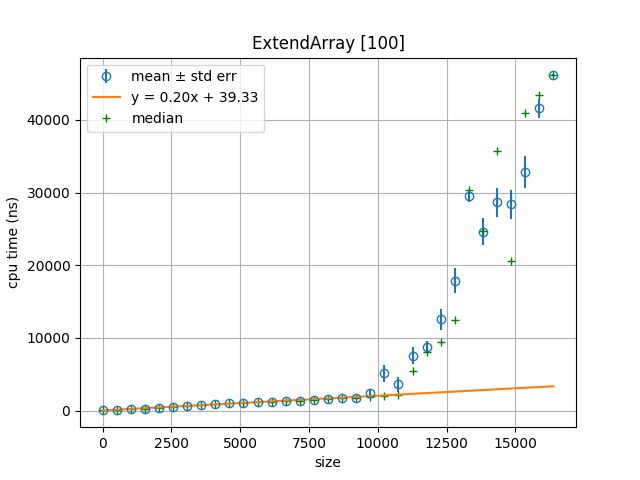 ExtendArray [100]
mean ± std err
y = 0.20x + 39.33
median
cpu time (ns)
40000
30000
20000
10000
0
0 2500 5000 7500 10000 12500 15000
size